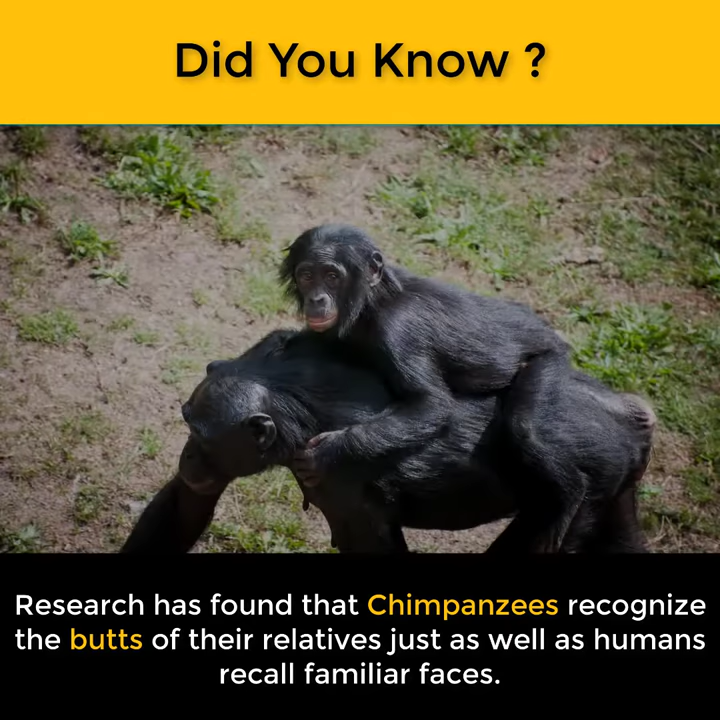 Did You Know ?
Research has found that Chimpanzees recognize
the butts of their relatives just as well as humans
recall familiar faces.